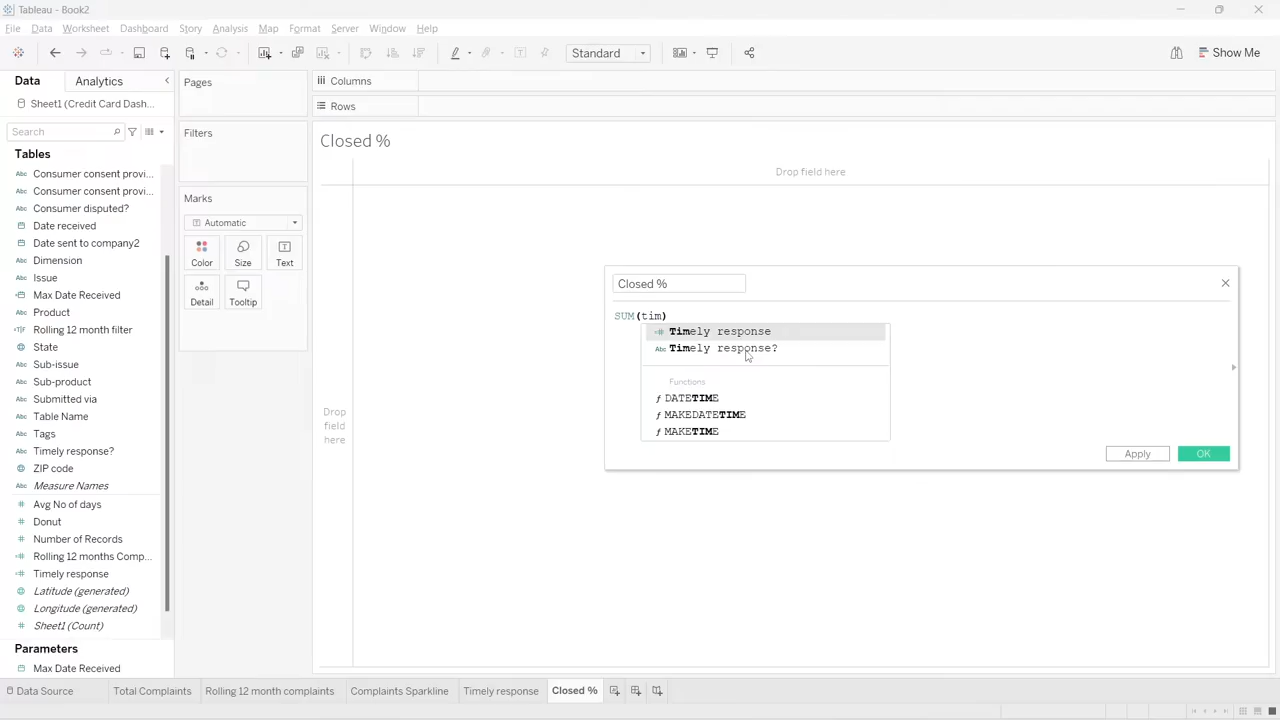 Tableau - Book2
File Data Worksheet Dashboard Story Analysis Map Format Server Window Help
Standard
Show Me
Data Analytics
Sheet1 (Credit Card Dash...
Search
Tables
Consumer consent provi...
Consumer consent provi...
Consumer disputed?
Date received
Date sent to company2
Dimension
Issue
Max Date Received
Product
Rolling 12 month filter
State
Sub-issue
Sub-product
Submitted via
Table Name
Tags
Timely response?
ZIP code
Measure Names
Avg No of days
Donut
Number of Records
Rolling 12 months Comp...
Timely response
Latitude (generated)
Longitude (generated)
Sheet1 (Count)
Parameters
Max Date Received
Pages
Filters
Marks
Automatic
Color Size Text
Detail Tooltip
Columns
Rows
Closed %
Drop field here
Drop
field
here
Closed %
SUM(tim)
Timely response
Abc Timely response?
Functions
ƒ DATETIME
ƒ MAKEDATETIME
ƒ MAKETIME
Apply OK
Data Source Total Complaints Rolling 12 month complaints Complaints Sparkline Timely response Closed %